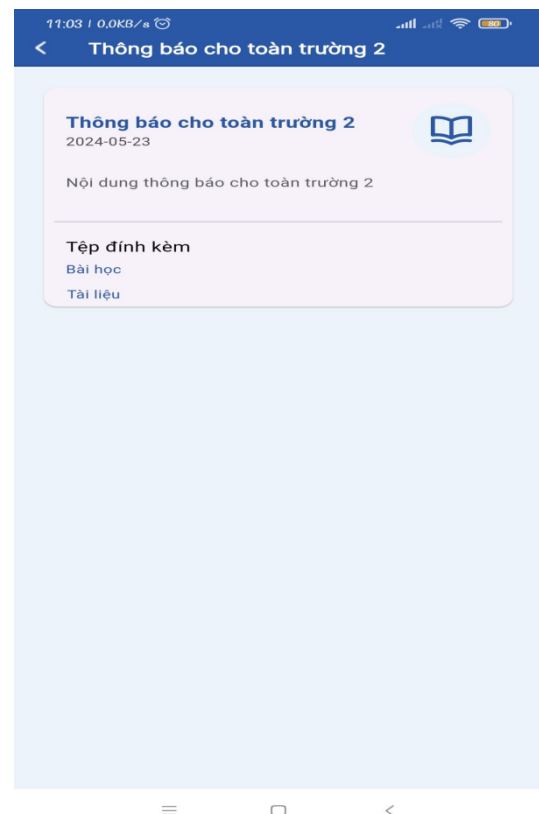 11:03 | 0,0KB/s
80
Thông báo cho toàn trường 2
Thông báo cho toàn trường 2
2024-05-23
Nội dung thông báo cho toàn trường 2
Tệp đính kèm
Bài học
Tài liệu